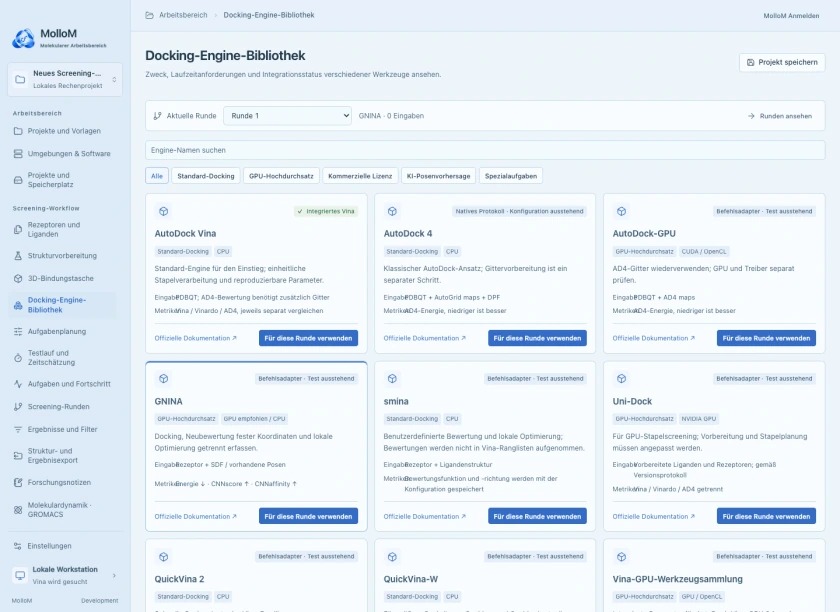 MolloM
Molekularer Arbeitsbereich
Neues Screening-...
Lokales Rechenprojekt
Arbeitsbereich
Projekte und Vorlagen
Umgebungen & Software
Projekte und
Speicherplatz
Screening-Workflow
Rezeptoren und
Liganden
Strukturvorbereitung
3D-Bindungstasche
Docking-Engine-
Bibliothek
Aufgabenplanung
Testlauf und
Zeitschätzung
Aufgaben und Fortschritt
Screening-Runden
Ergebnisse und Filter
Struktur- und
Ergebnisexport
Forschungsnotizen
Molekulardynamik ·
GROMACS
Einstellungen
Lokale Workstation
Vina wird gesucht
MolloM Development
Arbeitsbereich › Docking-Engine-Bibliothek
MolloM Anmelden
Docking-Engine-Bibliothek
Zweck, Laufzeitanforderungen und Integrationsstatus verschiedener Werkzeuge ansehen.
Projekt speichern
Aktuelle Runde Runde 1 GNINA · 0 Eingaben
→ Runden ansehen
Engine-Namen suchen
Alle Standard-Docking GPU-Hochdurchsatz Kommerzielle Lizenz KI-Posenvorhersage Spezialaufgaben
✓ Integriertes Vina
AutoDock Vina
Standard-Docking CPU
Standard-Engine für den Einstieg; einheitliche
Stapelverarbeitung und reproduzierbare Parameter.
Eingabe PDBQT; AD4-Bewertung benötigt zusätzlich Gitter
Metriken Vina / Vinardo / AD4, jeweils separat vergleichen
Offizielle Dokumentation ↗ Für diese Runde verwenden
Natives Protokoll · Konfiguration ausstehend
AutoDock 4
Standard-Docking CPU
Klassischer AutoDock-Ansatz; Gittervorbereitung ist ein
separater Schritt.
Eingabe PDBQT + AutoGrid maps + DPF
Metriken AD4-Energie, niedriger ist besser
Offizielle Dokumentation ↗ Für diese Runde verwenden
Befehlsadapter · Test ausstehend
AutoDock-GPU
GPU-Hochdurchsatz CUDA / OpenCL
AD4-Gitter wiederverwenden; GPU und Treiber separat
prüfen.
Eingabe PDBQT + AD4 maps
Metriken AD4-Energie, niedriger ist besser
Offizielle Dokumentation ↗ Für diese Runde verwenden
Befehlsadapter · Test ausstehend
GNINA
GPU-Hochdurchsatz GPU empfohlen / CPU
Docking, Neubewertung fester Koordinaten und lokale
Optimierung getrennt erfassen.
Eingabe Rezeptor + SDF / vorhandene Posen
Metriken Energie ↓ · CNNscore ↑ · CNNaffinity ↑
Offizielle Dokumentation ↗ Für diese Runde verwenden
Befehlsadapter · Test ausstehend
smina
Standard-Docking CPU
Benutzerdefinierte Bewertung und lokale Optimierung;
Bewertungen werden nicht in Vina-Ranglisten aufgenommen.
Eingabe Rezeptor + Ligandenstruktur
Metriken Bewertungsfunktion und -richtung werden mit der
Konfiguration gespeichert
Offizielle Dokumentation ↗ Für diese Runde verwenden
Befehlsadapter · Test ausstehend
Uni-Dock
GPU-Hochdurchsatz NVIDIA GPU
Für GPU-Stapelscreening; Vorbereitung und Stapelplanung
müssen angepasst werden.
Eingabe Vorbereitete Liganden und Rezeptoren; gemäß
Versionsprotokoll
Metriken Vina / Vinardo / AD4 getrennt
Offizielle Dokumentation ↗ Für diese Runde verwenden
Befehlsadapter · Test ausstehend
QuickVina 2
Standard-Docking CPU
Befehlsadapter · Test ausstehend
QuickVina-W
Standard-Docking CPU
Befehlsadapter · Test ausstehend
Vina-GPU-Werkzeugsammlung
GPU-Hochdurchsatz GPU / OpenCL